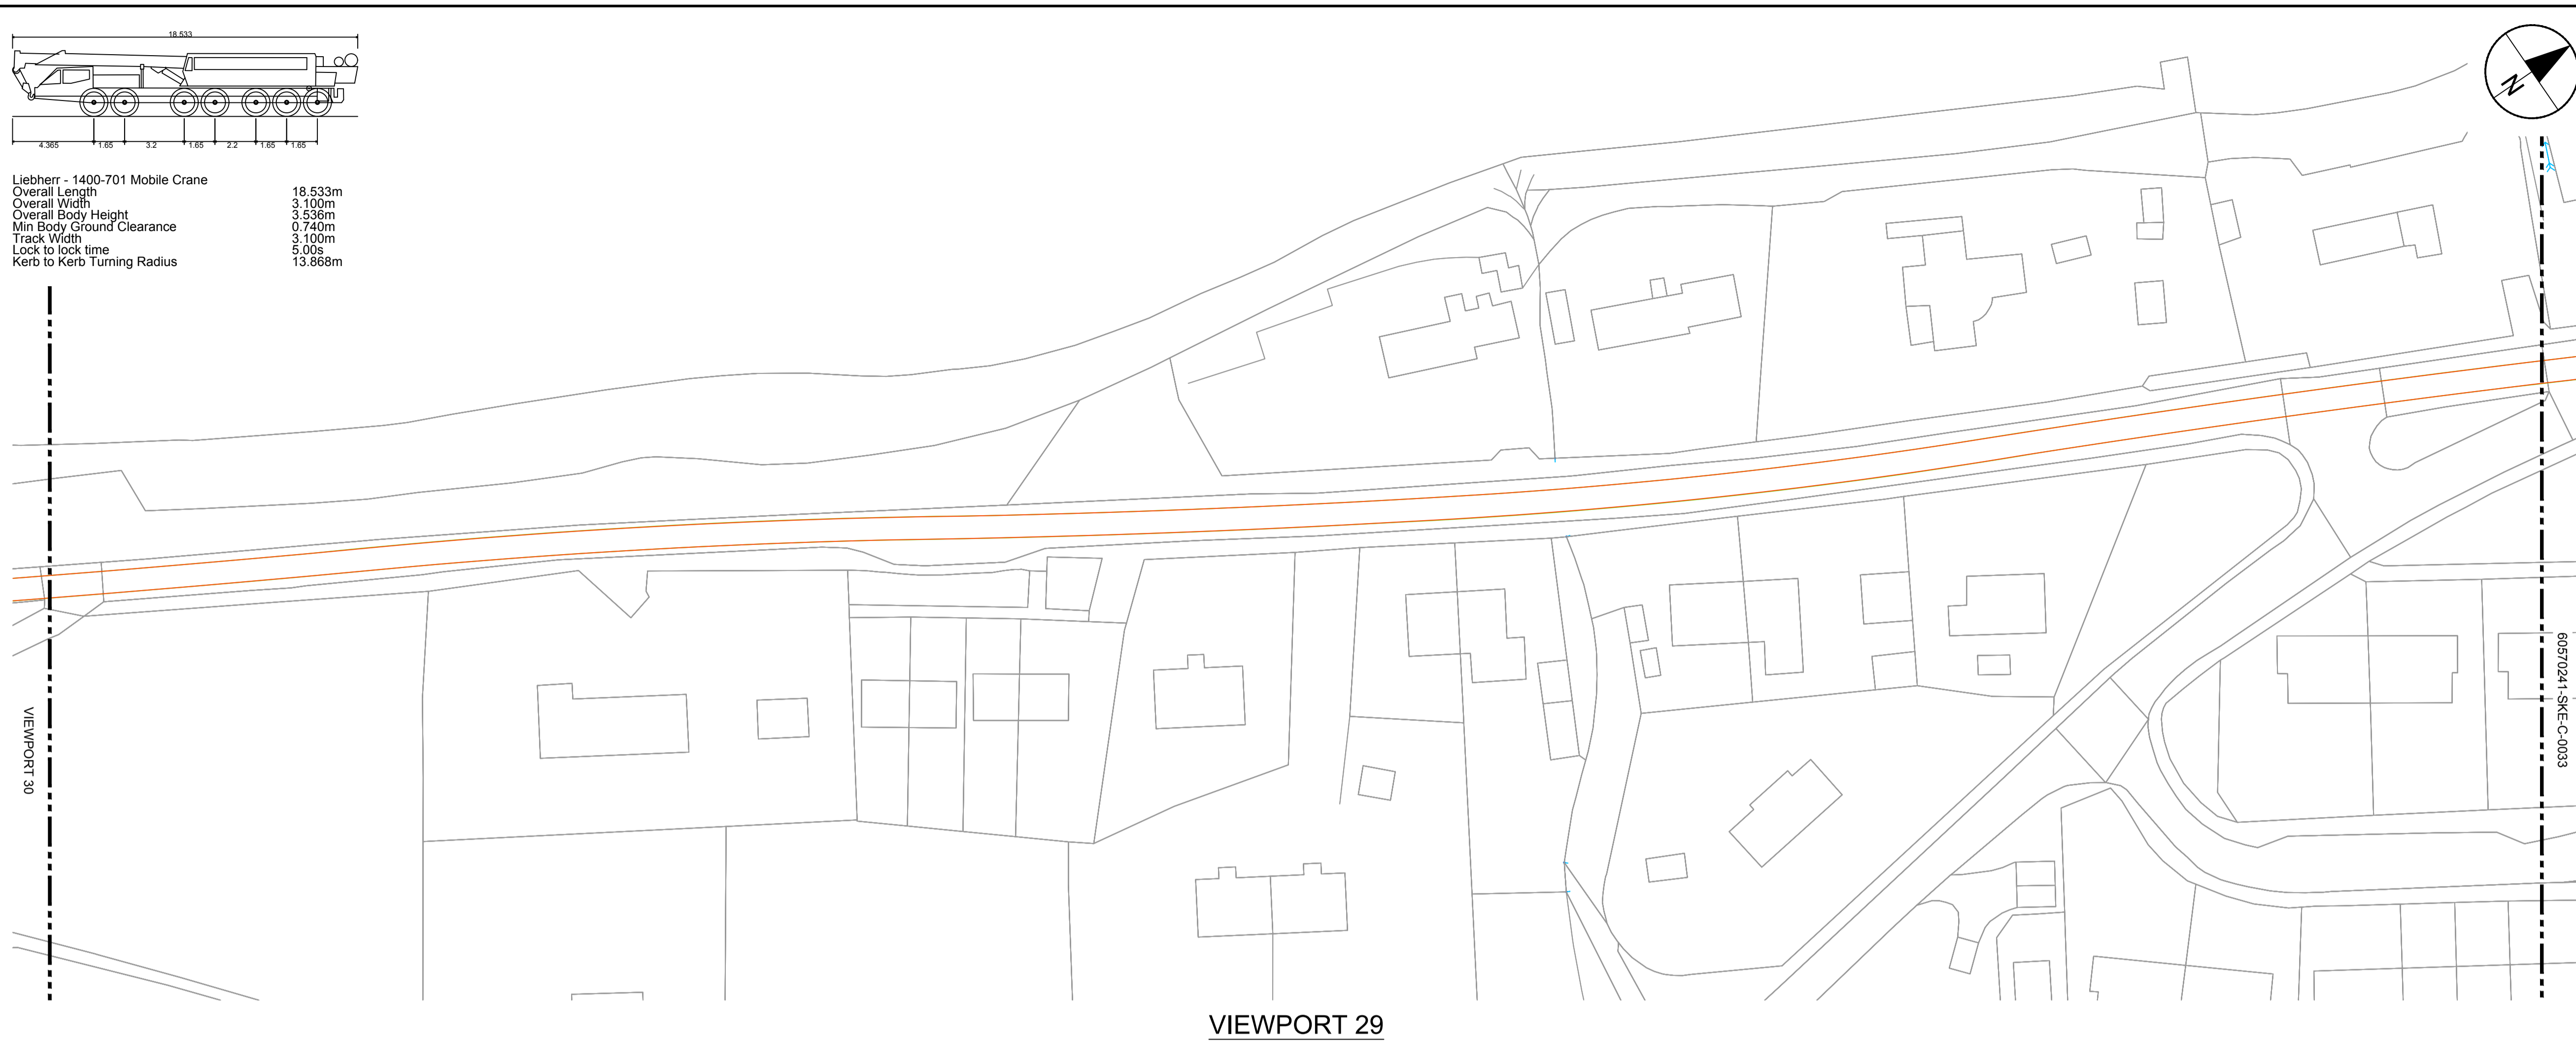 18.533
4.365 1.65 3.2 1.65 2.2 1.65 1.65
Liebherr - 1400-701 Mobile Crane
Overall Length 18.533m
Overall Width 3.100m
Overall Body Height 3.536m
Min Body Ground Clearance 0.740m
Track Width 3.100m
Lock to lock time 5.00s
Kerb to Kerb Turning Radius 13.868m
N
VIEWPORT 30
60570241-SKE-C-0033
VIEWPORT 29